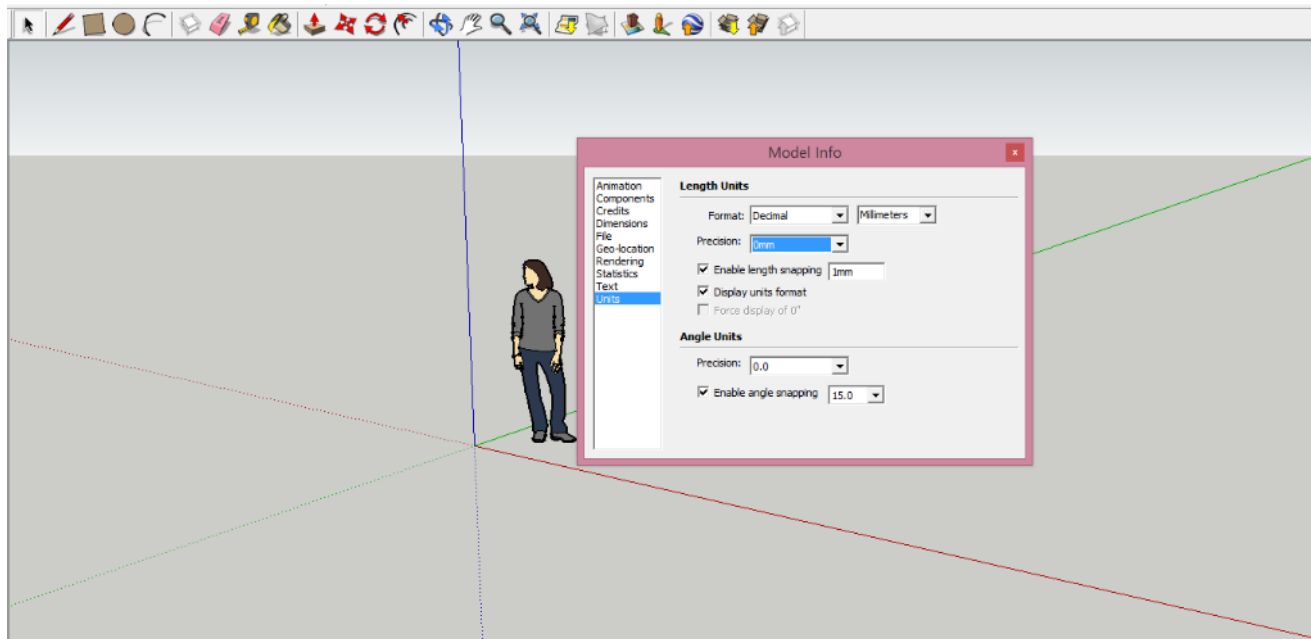 Model Info
x
Animation
Components
Credits
Dimensions
File
Geo-location
Rendering
Statistics
Text
Units
Length Units
Format: Decimal Millimeters
Precision: 0mm
Enable length snapping 1mm
Display units format
Force display of 0"
Angle Units
Precision: 0.0
Enable angle snapping 15.0